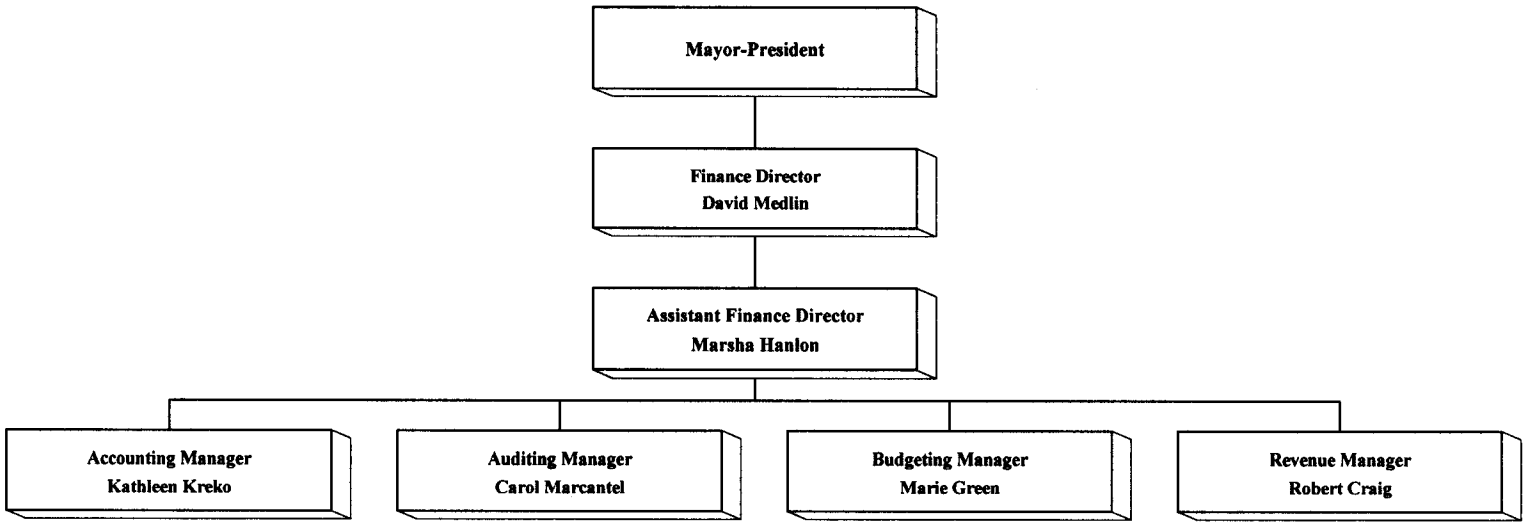 Mayor-President
Finance Director
David Medlin
Assistant Finance Director
Marsha Hanlon
Accounting Manager
Kathleen Kreko
Auditing Manager
Carol Marcantel
Budgeting Manager
Marie Green
Revenue Manager
Robert Craig